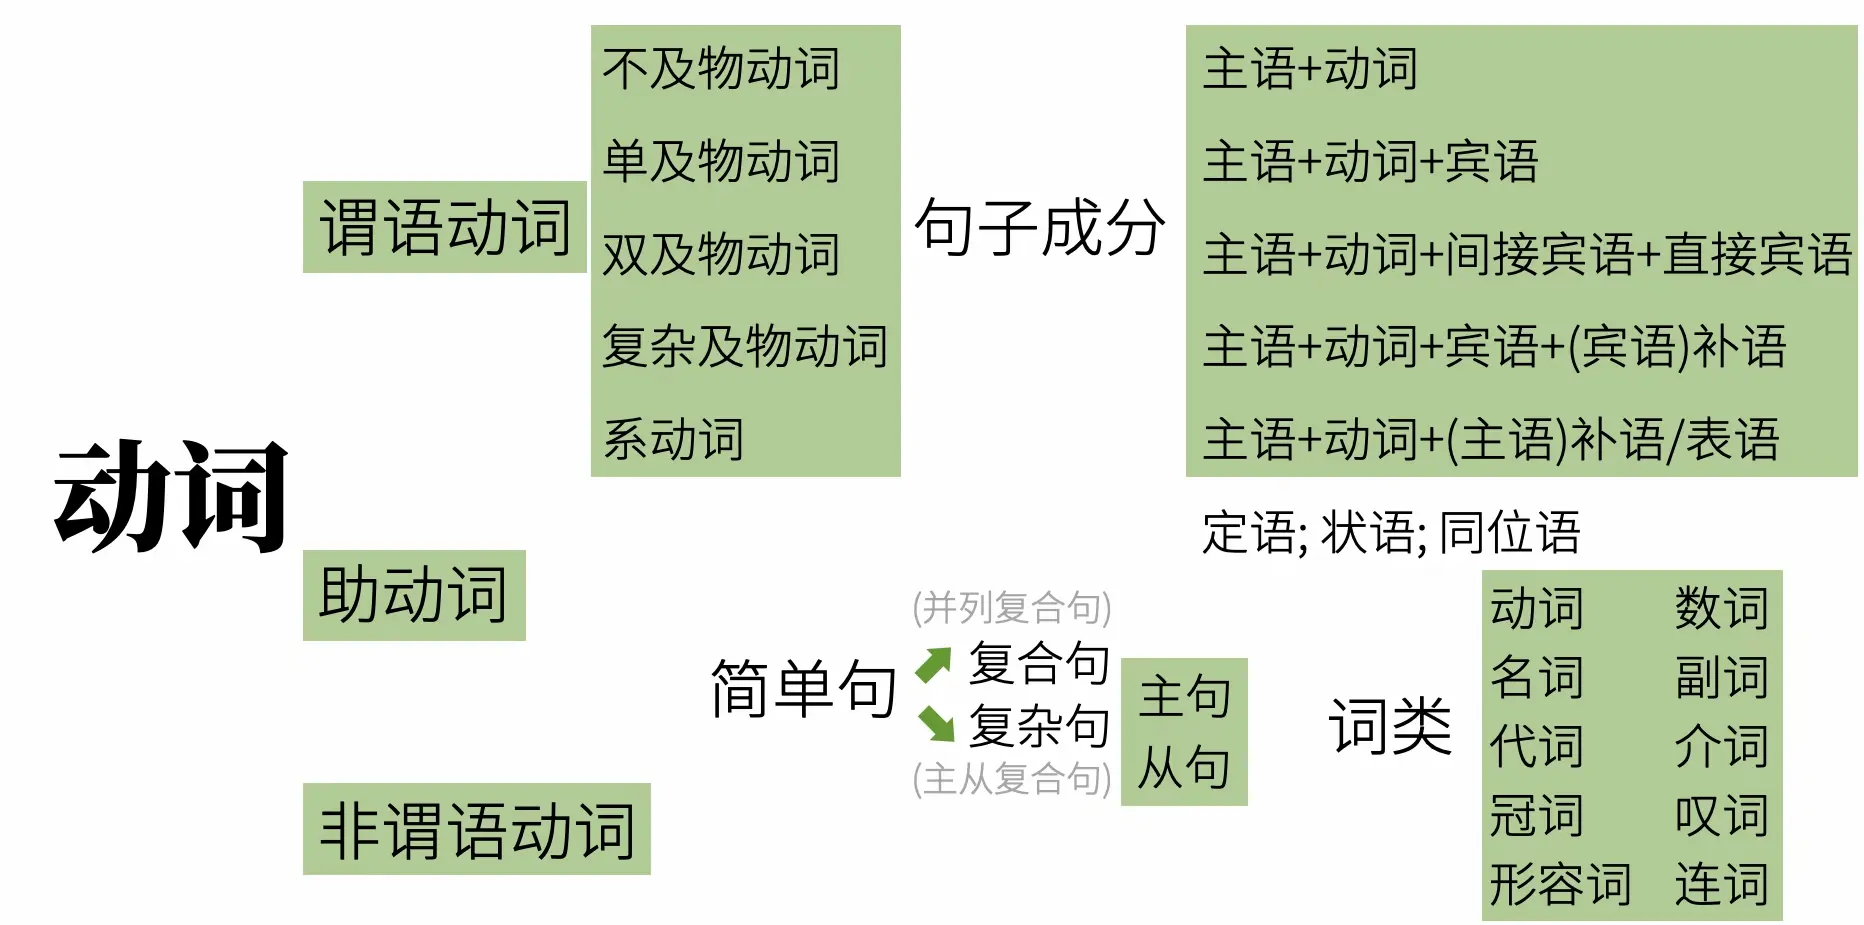 动词
谓语动词
不及物动词
单及物动词
双及物动词
复杂及物动词
系动词
句子成分
主语+动词
主语+动词+宾语
主语+动词+间接宾语+直接宾语
主语+动词+宾语+(宾语)补语
主语+动词+(主语)补语/表语
定语; 状语; 同位语
助动词
非谓语动词
简单句
(并列复合句)
复合句
复杂句
(主从复合句)
主句
从句
词类
动词 数词
名词 副词
代词 介词
冠词 叹词
形容词 连词